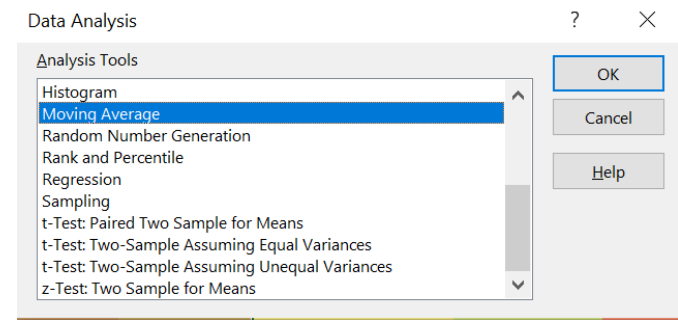 Data Analysis ? ×
Analysis Tools
Histogram
Moving Average
Random Number Generation
Rank and Percentile
Regression
Sampling
t-Test: Paired Two Sample for Means
t-Test: Two-Sample Assuming Equal Variances
t-Test: Two-Sample Assuming Unequal Variances
z-Test: Two Sample for Means
OK
Cancel
Help